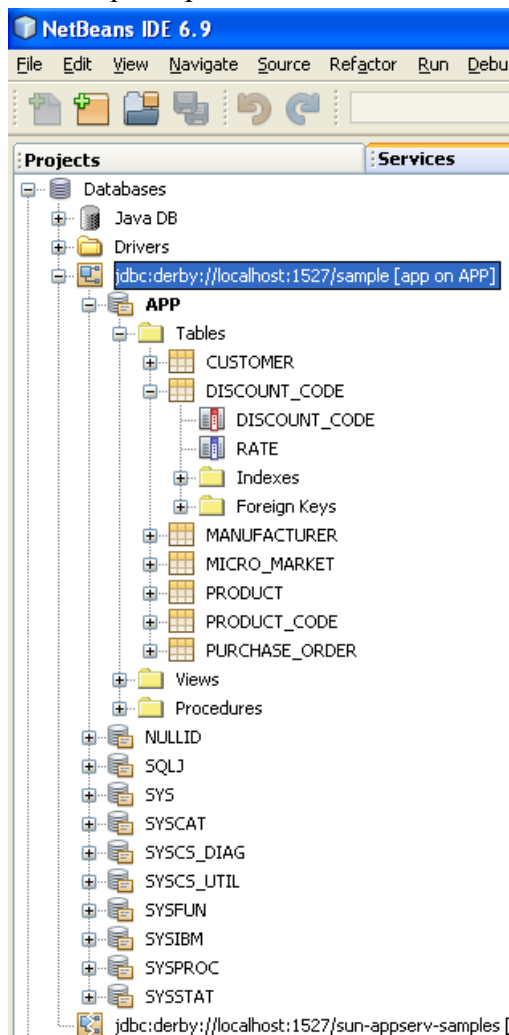 NetBeans IDE 6.9
File Edit View Navigate Source Refactor Run Debu
Projects Services
Databases
Java DB
Drivers
jdbc:derby://localhost:1527/sample [app on APP]
APP
Tables
CUSTOMER
DISCOUNT_CODE
DISCOUNT_CODE
RATE
Indexes
Foreign Keys
MANUFACTURER
MICRO_MARKET
PRODUCT
PRODUCT_CODE
PURCHASE_ORDER
Views
Procedures
NULLID
SQLJ
SYS
SYSCAT
SYSCS_DIAG
SYSCS_UTIL
SYSFUN
SYSIBM
SYSPROC
SYSSTAT
jdbc:derby://localhost:1527/sun-appserv-samples [